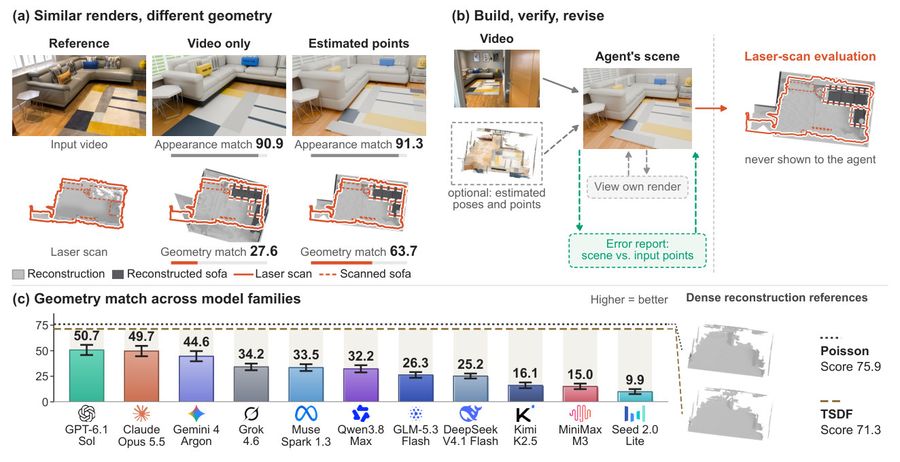 (a) Similar renders, different geometry
Reference
Video only
Estimated points
Input video
Appearance match 90.9
Appearance match 91.3
Laser scan
Geometry match 27.6
Geometry match 63.7
Reconstruction
Reconstructed sofa
Laser scan
Scanned sofa
(b) Build, verify, revise
Video
optional: estimated
poses and points
Agent's scene
View own render
Error report:
scene vs. input points
Laser-scan evaluation
never shown to the agent
(c) Geometry match across model families
Higher = better
75
50
25
0
50.7
49.7
44.6
34.2
33.5
32.2
26.3
25.2
16.1
15.0
9.9
GPT-6.1
Sol
Claude
Opus 5.5
Gemini 4
Argon
Grok
4.6
Muse
Spark 1.3
Qwen3.8
Max
GLM-5.3
Flash
DeepSeek
V4.1 Flash
Kimi
K2.5
MiniMax
M3
Seed 2.0
Lite
Dense reconstruction references
Poisson
Score 75.9
TSDF
Score 71.3